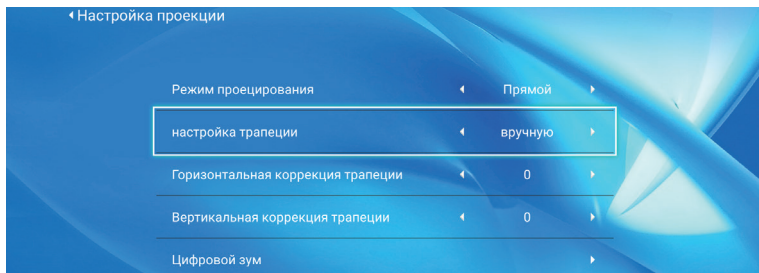 Настройка проекции
Режим проецирования Прямой
настройка трапеции вручную
Горизонтальная коррекция трапеции 0
Вертикальная коррекция трапеции 0
Цифровой зум